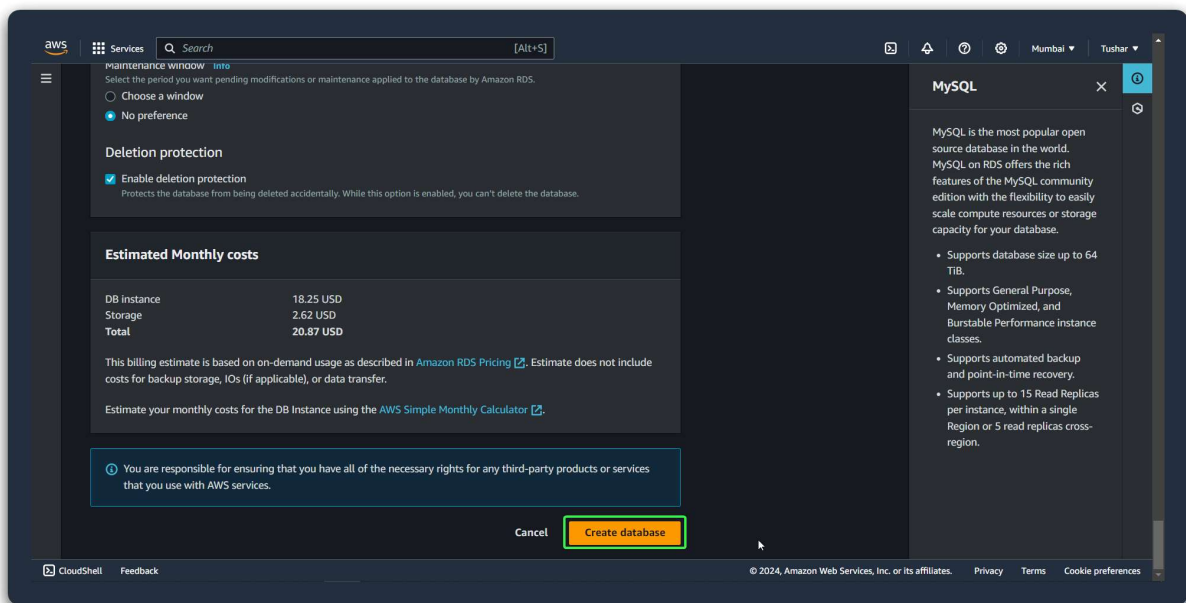 aws
Services
Search
[Alt+S]
Mumbai
Tushar
Maintenance window Info
Select the period you want pending modifications or maintenance applied to the database by Amazon RDS.
Choose a window
No preference
Deletion protection
Enable deletion protection
Protects the database from being deleted accidentally. While this option is enabled, you can't delete the database.
Estimated Monthly costs
DB instance 18.25 USD
Storage 2.62 USD
Total 20.87 USD
This billing estimate is based on on-demand usage as described in Amazon RDS Pricing. Estimate does not include
costs for backup storage, IOs (if applicable), or data transfer.
Estimate your monthly costs for the DB Instance using the AWS Simple Monthly Calculator.
You are responsible for ensuring that you have all of the necessary rights for any third-party products or services
that you use with AWS services.
Cancel
Create database
MySQL
MySQL is the most popular open
source database in the world.
MySQL on RDS offers the rich
features of the MySQL community
edition with the flexibility to easily
scale compute resources or storage
capacity for your database.
• Supports database size up to 64
TiB.
• Supports General Purpose,
Memory Optimized, and
Burstable Performance instance
classes.
• Supports automated backup
and point-in-time recovery.
• Supports up to 15 Read Replicas
per instance, within a single
Region or 5 read replicas cross-
region.
CloudShell
Feedback
© 2024, Amazon Web Services, Inc. or its affiliates.
Privacy
Terms
Cookie preferences